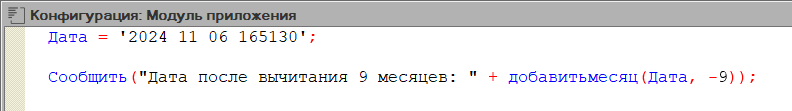 Конфигурация: Модуль приложения
Дата = '2024 11 06 165130';
Сообщить("Дата после вычитания 9 месяцев: " + добавитьмесяц(Дата, -9));